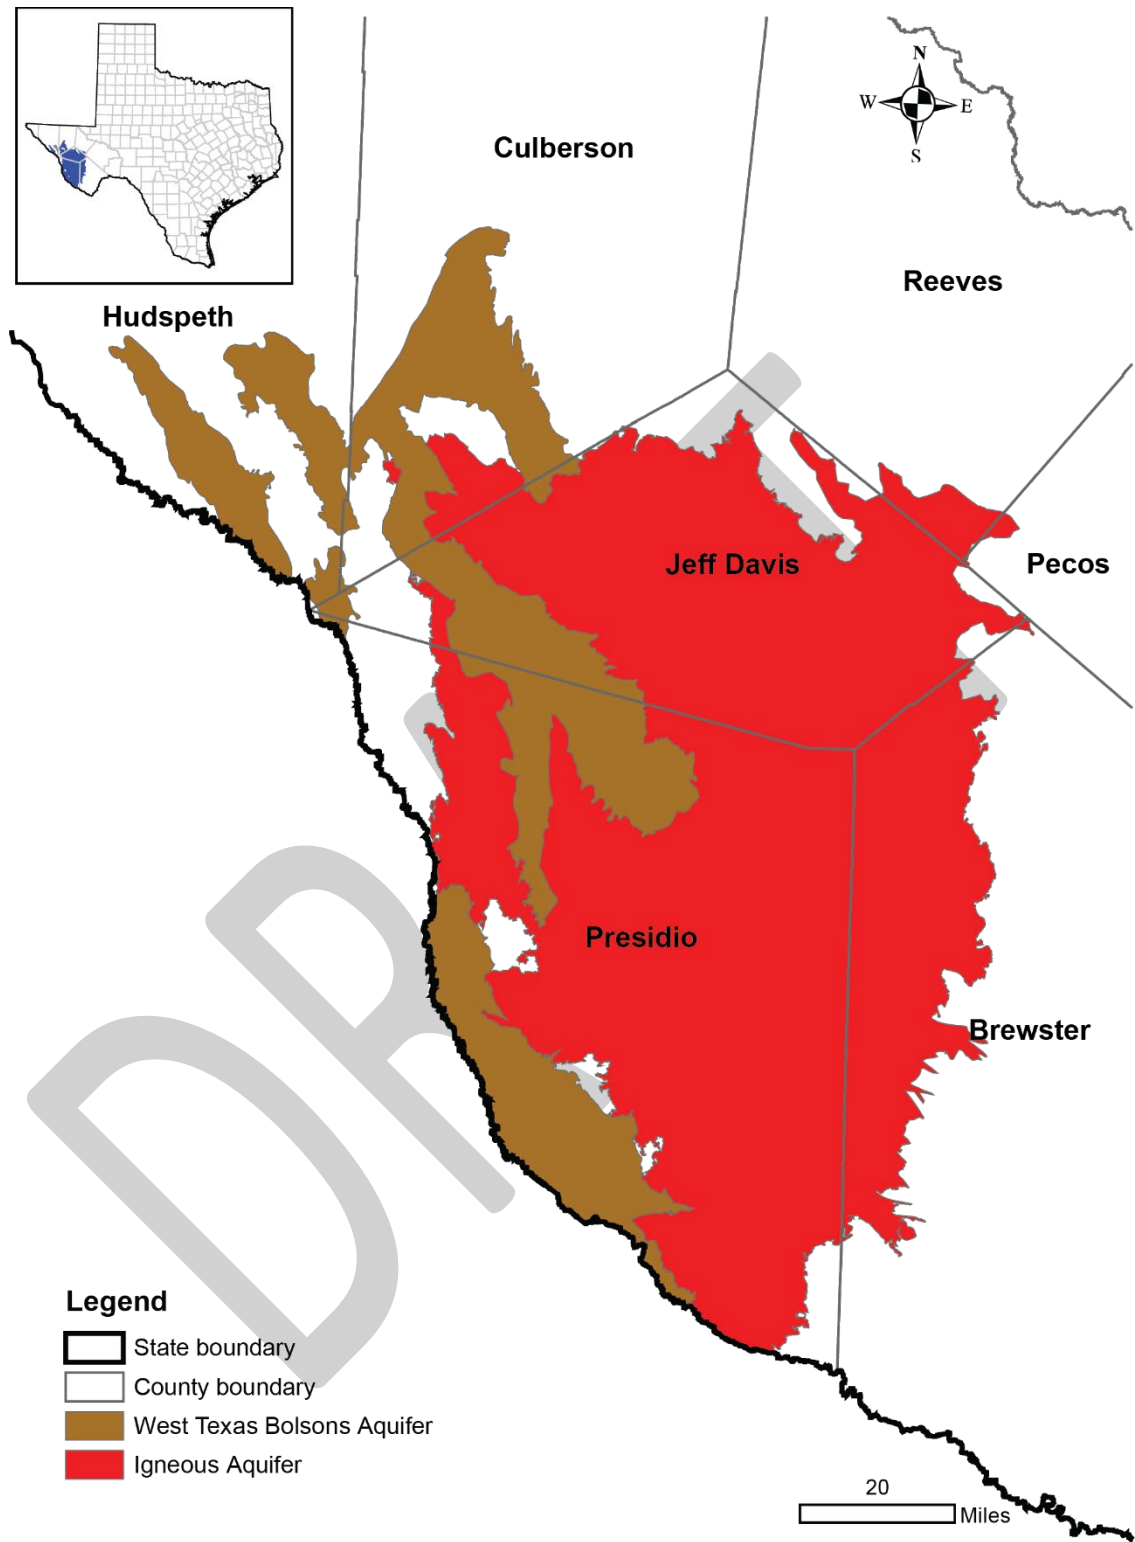 N
W E
S
Culberson
Reeves
Hudspeth
Jeff Davis
Pecos
Presidio
Brewster
DRAFT
Legend
State boundary
County boundary
West Texas Bolsons Aquifer
Igneous Aquifer
20
Miles